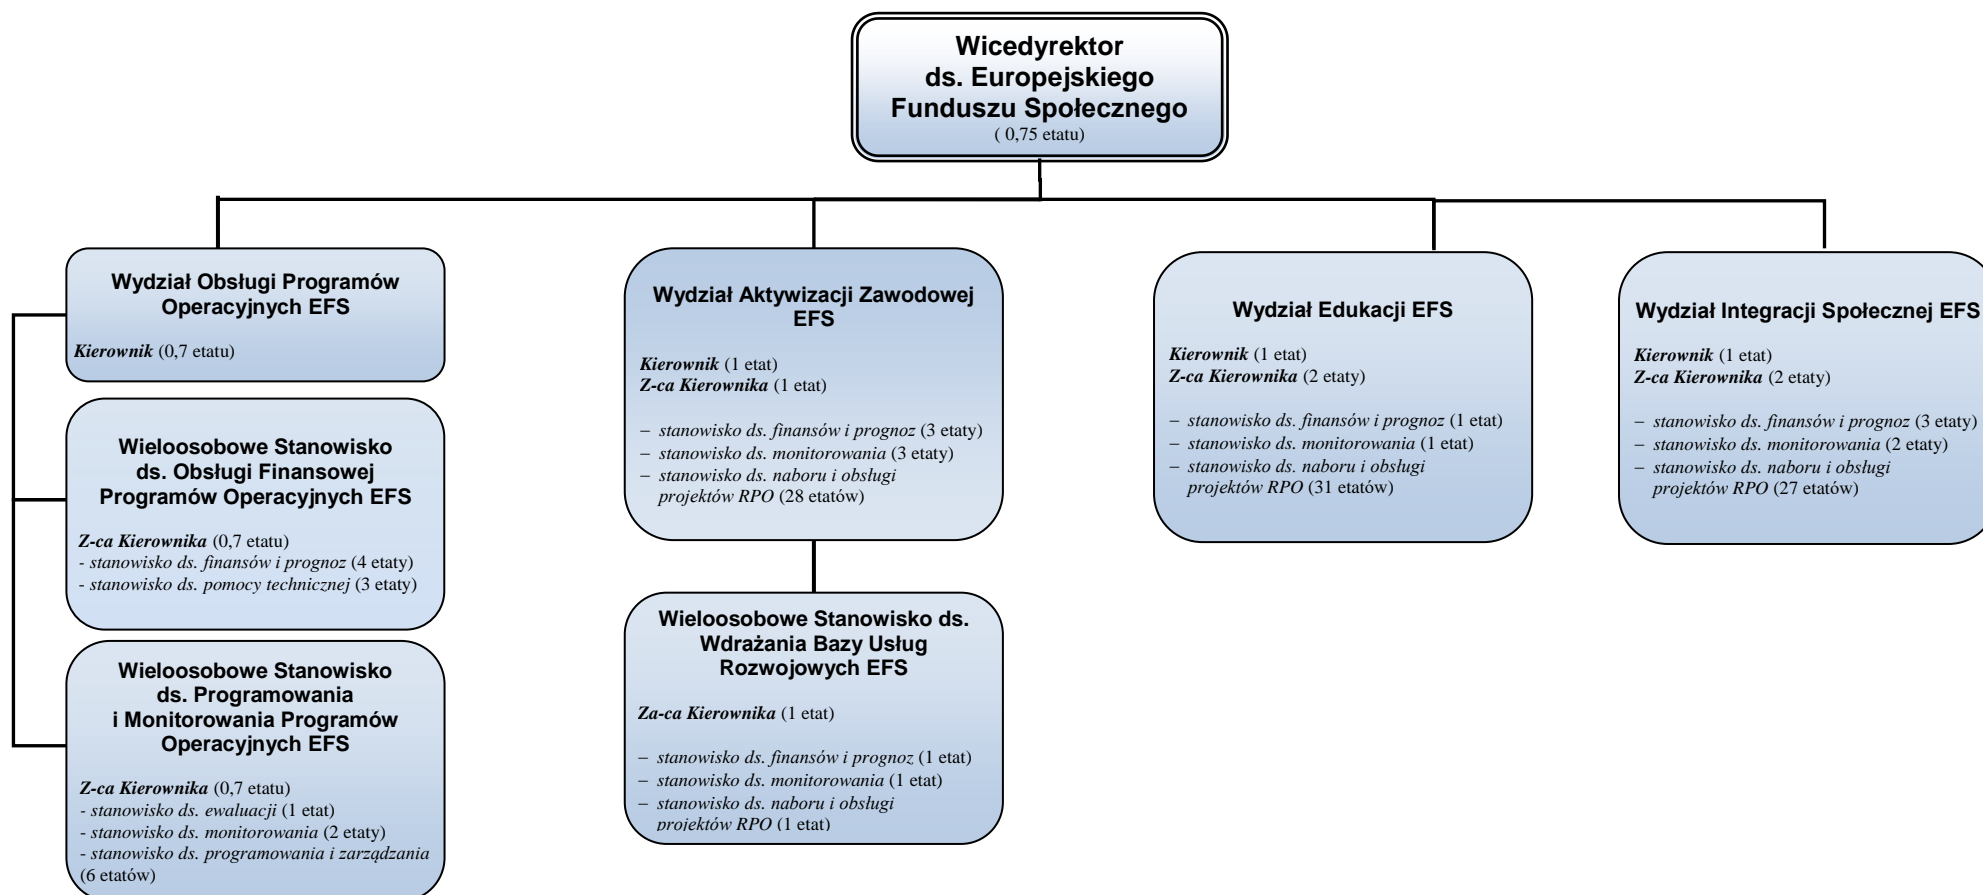 Wicedyrektor
ds. Europejskiego
Funduszu Społecznego
( 0,75 etatu)
Wydział Obsługi Programów
Operacyjnych EFS
Kierownik (0,7 etatu)
Wieloosobowe Stanowisko
ds. Obsługi Finansowej
Programów Operacyjnych EFS
Z-ca Kierownika (0,7 etatu)
- stanowisko ds. finansów i prognoz (4 etaty)
- stanowisko ds. pomocy technicznej (3 etaty)
Wieloosobowe Stanowisko
ds. Programowania
i Monitorowania Programów
Operacyjnych EFS
Z-ca Kierownika (0,7 etatu)
- stanowisko ds. ewaluacji (1 etat)
- stanowisko ds. monitorowania (2 etaty)
- stanowisko ds. programowania i zarządzania
(6 etatów)
Wydział Aktywizacji Zawodowej
EFS
Kierownik (1 etat)
Z-ca Kierownika (1 etat)
– stanowisko ds. finansów i prognoz (3 etaty)
– stanowisko ds. monitorowania (3 etaty)
– stanowisko ds. naboru i obsługi
projektów RPO (28 etatów)
Wieloosobowe Stanowisko ds.
Wdrażania Bazy Usług
Rozwojowych EFS
Za-ca Kierownika (1 etat)
– stanowisko ds. finansów i prognoz (1 etat)
– stanowisko ds. monitorowania (1 etat)
– stanowisko ds. naboru i obsługi
projektów RPO (1 etat)
Wydział Edukacji EFS
Kierownik (1 etat)
Z-ca Kierownika (2 etaty)
– stanowisko ds. finansów i prognoz (1 etat)
– stanowisko ds. monitorowania (1 etat)
– stanowisko ds. naboru i obsługi
projektów RPO (31 etatów)
Wydział Integracji Społecznej EFS
Kierownik (1 etat)
Z-ca Kierownika (2 etaty)
– stanowisko ds. finansów i prognoz (3 etaty)
– stanowisko ds. monitorowania (2 etaty)
– stanowisko ds. naboru i obsługi
projektów RPO (27 etatów)